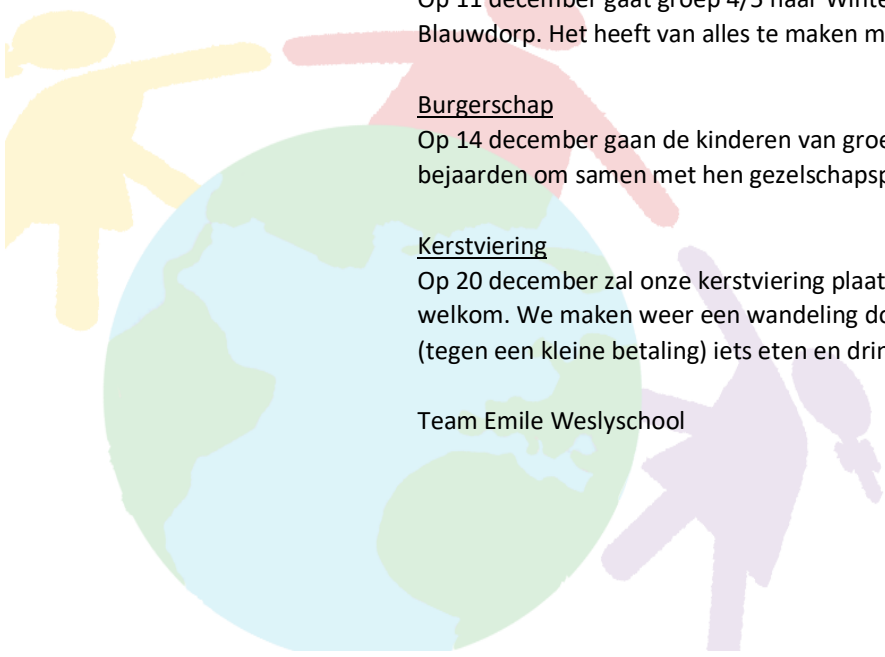 Op 11 december gaat groep 4/5 naar Winte
Blauwdorp. Het heeft van alles te maken m
Burgerschap
Op 14 december gaan de kinderen van groe
bejaarden om samen met hen gezelschapsp
Kerstviering
Op 20 december zal onze kerstviering plaat
welkom. We maken weer een wandeling do
(tegen een kleine betaling) iets eten en drin
Team Emile Weslyschool